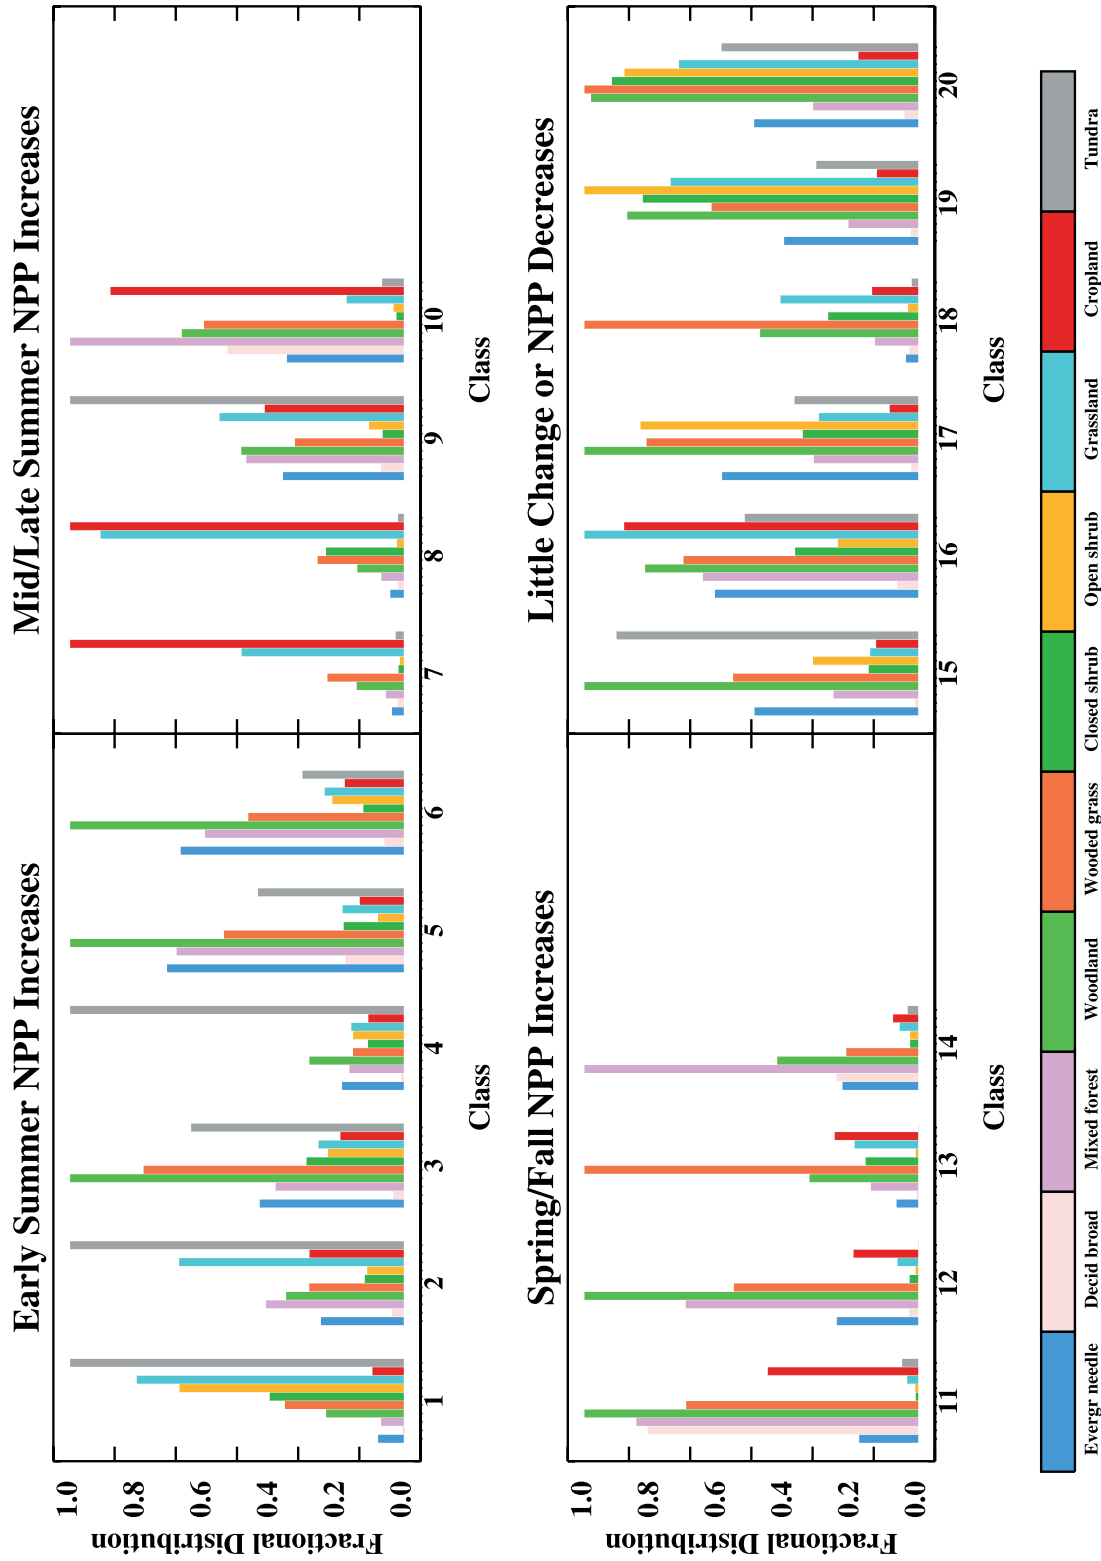 Early Summer NPP Increases
Mid/Late Summer NPP Increases
Fractional Distribution
1.0
0.8
0.6
0.4
0.2
0.0
1 2 3 4 5 6
7 8 9 10
Class
Class
Spring/Fall NPP Increases
Little Change or NPP Decreases
Fractional Distribution
1.0
0.8
0.6
0.4
0.2
0.0
11 12 13 14
15 16 17 18 19 20
Class
Class
Evergr needle
Decid broad
Mixed forest
Woodland
Wooded grass
Closed shrub
Open shrub
Grassland
Cropland
Tundra